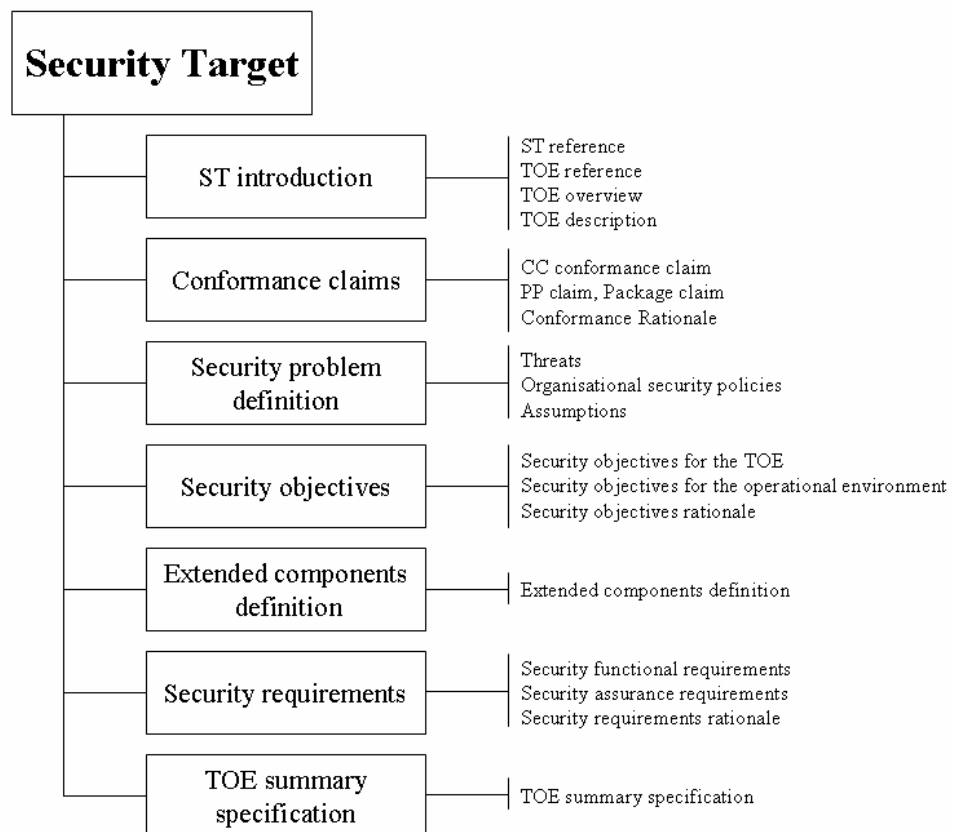 Security Target
ST introduction
ST reference
TOE reference
TOE overview
TOE description
Conformance claims
CC conformance claim
PP claim, Package claim
Conformance Rationale
Security problem
definition
Threats
Organisational security policies
Assumptions
Security objectives
Security objectives for the TOE
Security objectives for the operational environment
Security objectives rationale
Extended components
definition
Extended components definition
Security requirements
Security functional requirements
Security assurance requirements
Security requirements rationale
TOE summary
specification
TOE summary specification